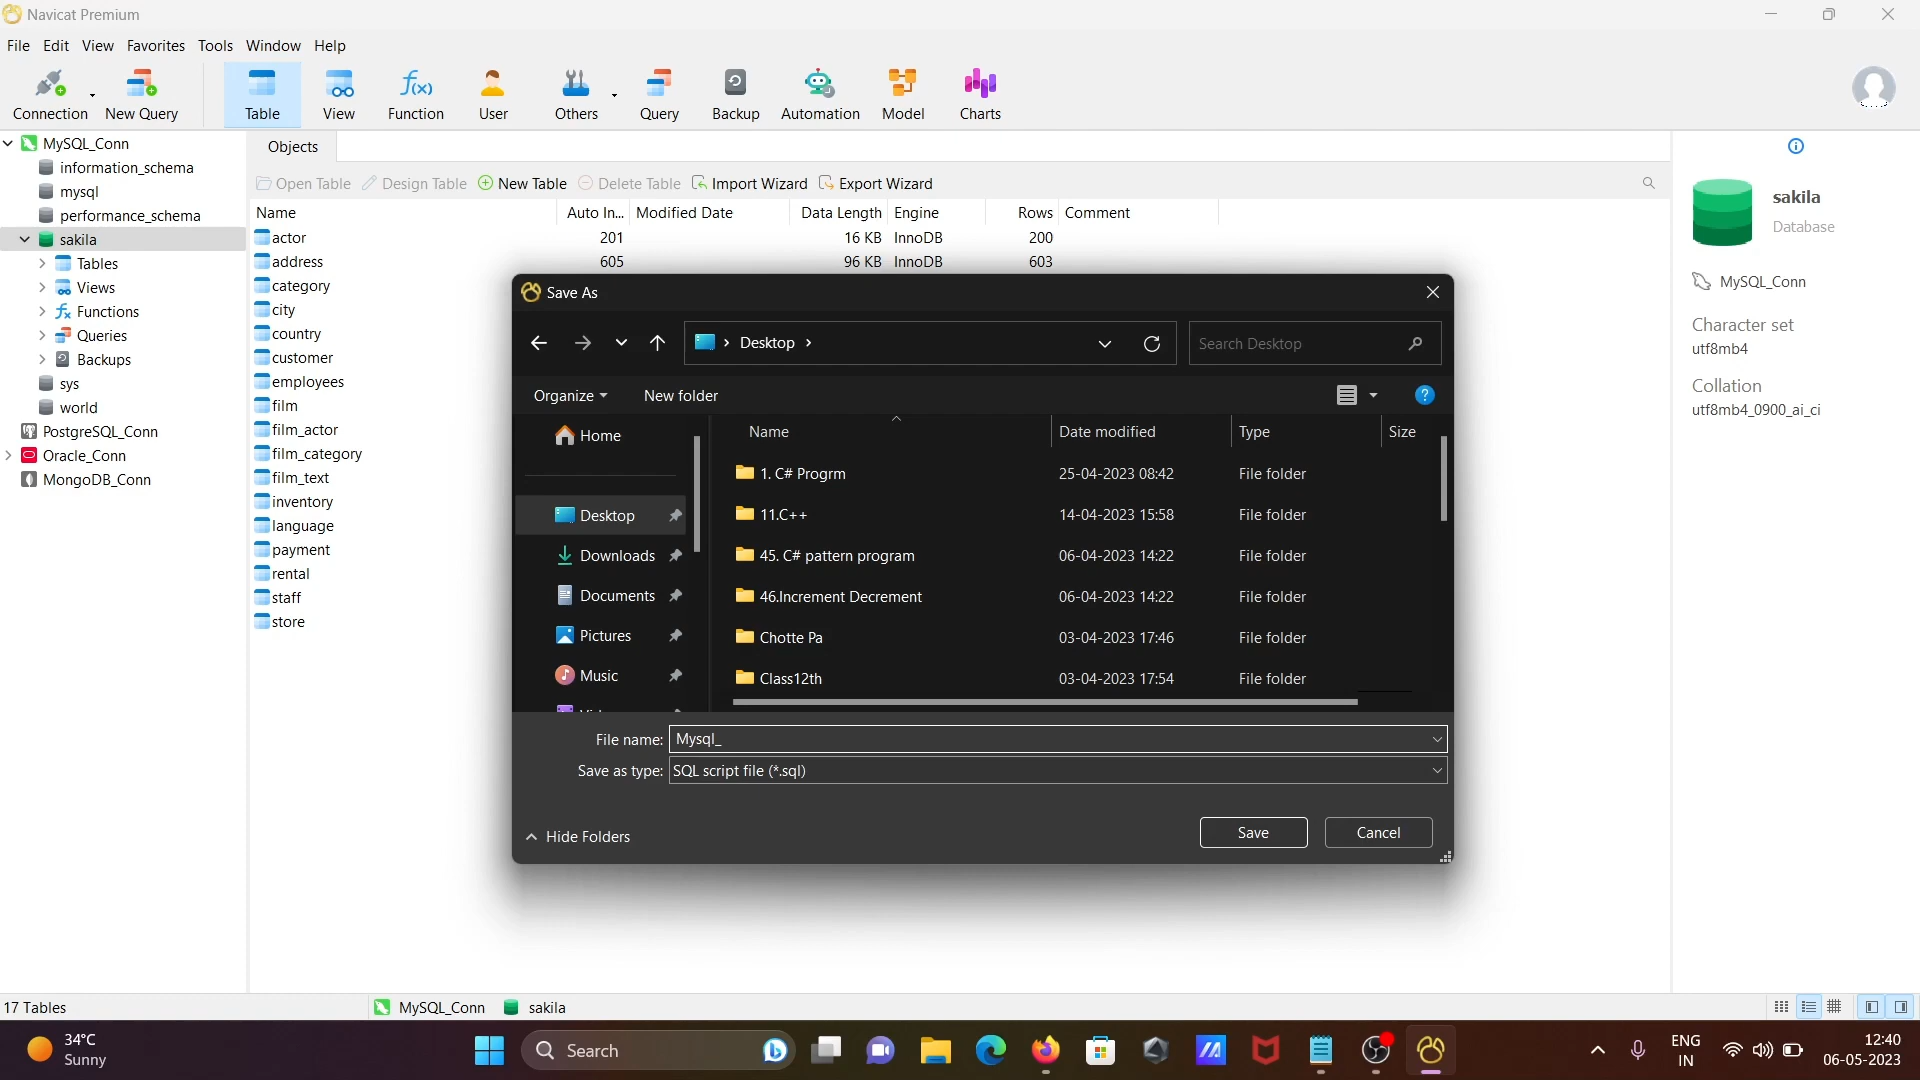 Navicat Premium
File Edit View Favorites Tools Window Help
Connection New Query Table View Function User Others Query Backup Automation Model Charts
MySQL_Conn
information_schema
mysql
performance_schema
sakila
Tables
Views
Functions
Queries
Backups
sys
world
PostgreSQL_Conn
Oracle_Conn
MongoDB_Conn
Objects
Open Table Design Table New Table Delete Table Import Wizard Export Wizard
Name Auto In... Modified Date Data Length Engine Rows Comment
actor 201 16 KB InnoDB 200
address 605 96 KB InnoDB 603
category
city
country
customer
employees
film
film_actor
film_category
film_text
inventory
language
payment
rental
staff
store
Save As
Desktop
Search Desktop
Organize New folder
Home
Desktop
Downloads
Documents
Pictures
Music
Name Date modified Type Size
1. C# Progrm 25-04-2023 08:42 File folder
11.C++ 14-04-2023 15:58 File folder
45. C# pattern program 06-04-2023 14:22 File folder
46.Increment Decrement 06-04-2023 14:22 File folder
Chotte Pa 03-04-2023 17:46 File folder
Class12th 03-04-2023 17:54 File folder
File name: Mysql_
Save as type: SQL script file (*.sql)
Hide Folders Save Cancel
sakila
Database
MySQL_Conn
Character set
utf8mb4
Collation
utf8mb4_0900_ai_ci
17 Tables MySQL_Conn sakila
34°C
Sunny
Search
ENG
IN
12:40
06-05-2023